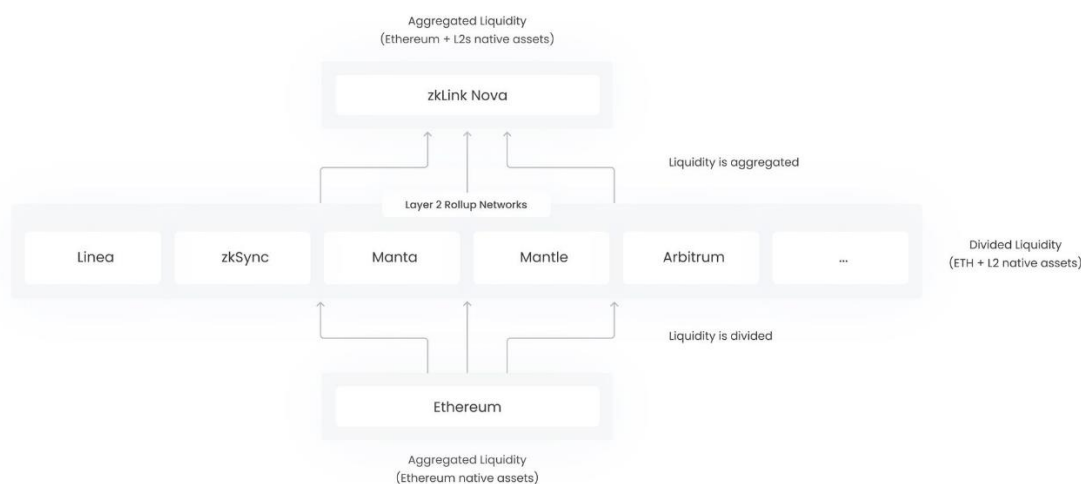 Aggregated Liquidity
(Ethereum + L2s native assets)
zkLink Nova
Liquidity is aggregated
Layer 2 Rollup Networks
Linea
zkSync
Manta
Mantle
Arbitrum
...
Divided Liquidity
(ETH + L2 native assets)
Liquidity is divided
Ethereum
Aggregated Liquidity
(Ethereum native assets)